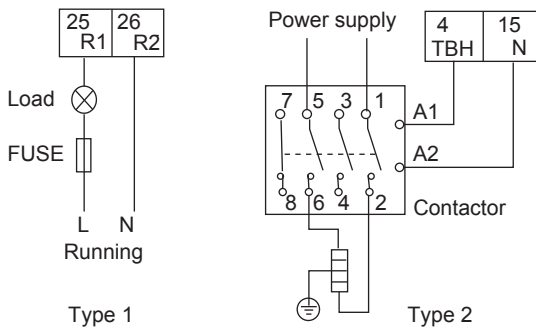 25 26
R1 R2
Load
FUSE
L N
Running
Type 1
Power supply
4 15
TBH N
7 5 3 1
A1
A2
8 6 4 2
Contactor
Type 2